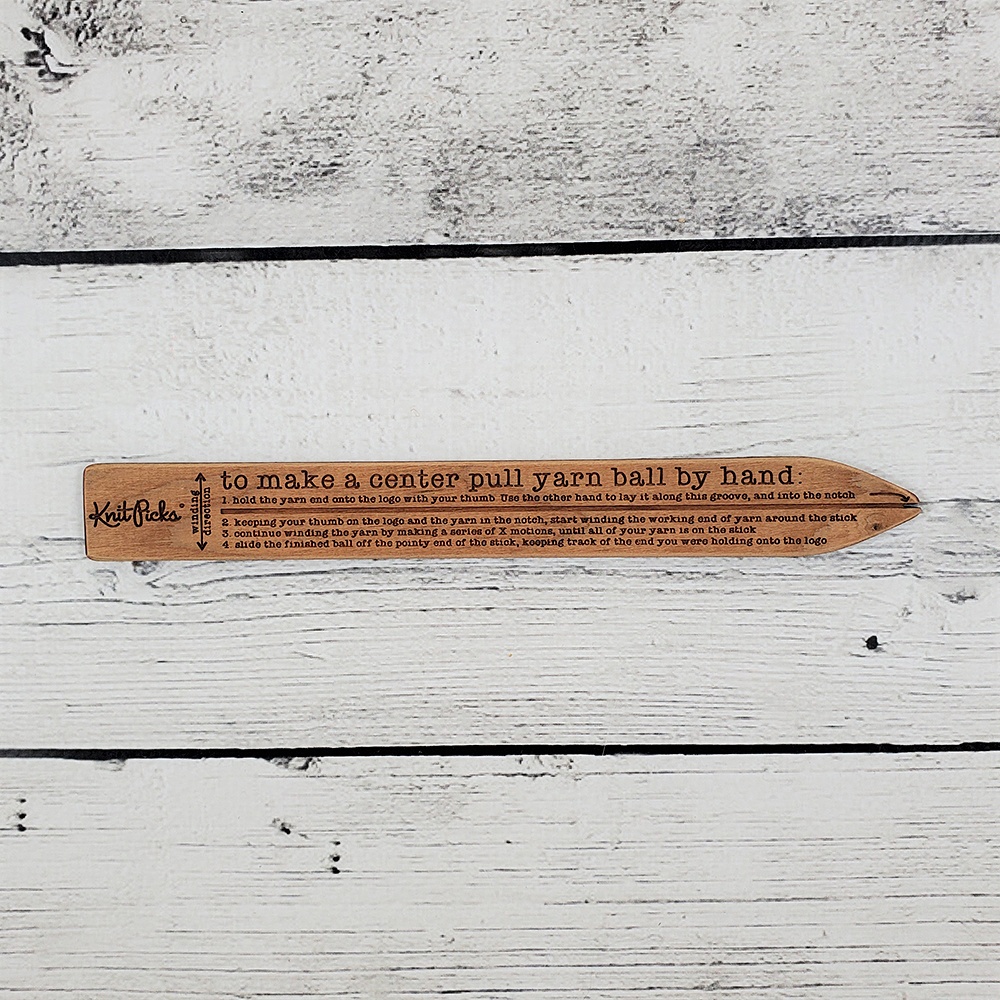 Knit Picks®
winding
direction
to make a center pull yarn ball by hand:
1. hold the yarn end onto the logo with your thumb. Use the other hand to lay it along this groove, and into the notch
2. keeping your thumb on the logo and the yarn in the notch, start winding the working end of yarn around the stick
3. continue winding the yarn by making a series of X motions, until all of your yarn is on the stick
4. slide the finished ball off the pointy end of the stick, keeping track of the end you were holding onto the logo